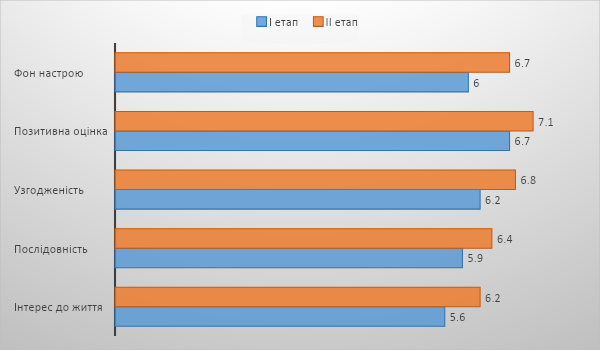 І етап ІІ етап
Фон настрою 6.7
6
Позитивна оцінка 7.1
6.7
Узгодженість 6.8
6.2
Послідовність 6.4
5.9
Інтерес до життя 6.2
5.6